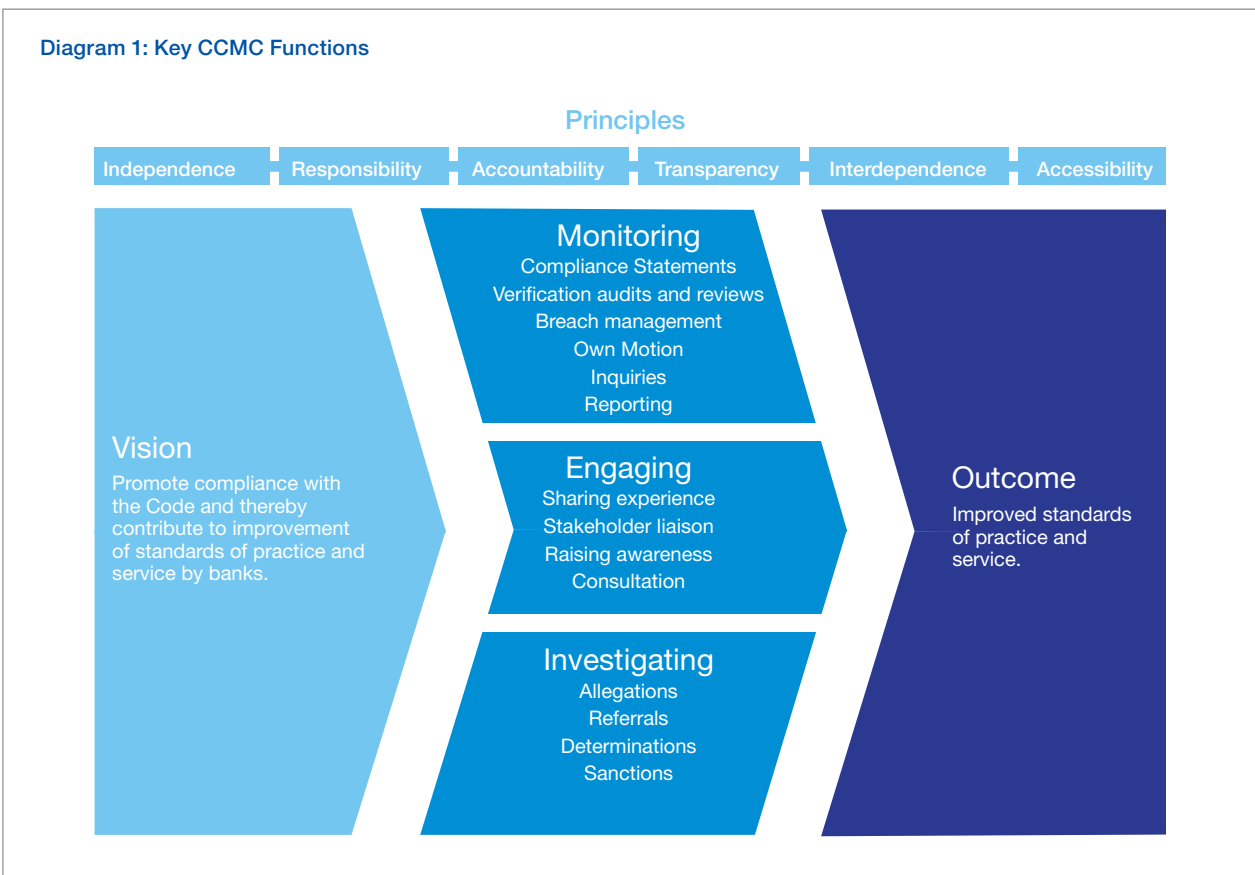 Diagram 1: Key CCMC Functions
Principles
Independence Responsibility Accountability Transparency Interdependence Accessibility
Vision
Promote compliance with
the Code and thereby
contribute to improvement
of standards of practice and
service by banks.
Monitoring
Compliance Statements
Verification audits and reviews
Breach management
Own Motion
Inquiries
Reporting
Engaging
Sharing experience
Stakeholder liaison
Raising awareness
Consultation
Investigating
Allegations
Referrals
Determinations
Sanctions
Outcome
Improved standards
of practice and
service.